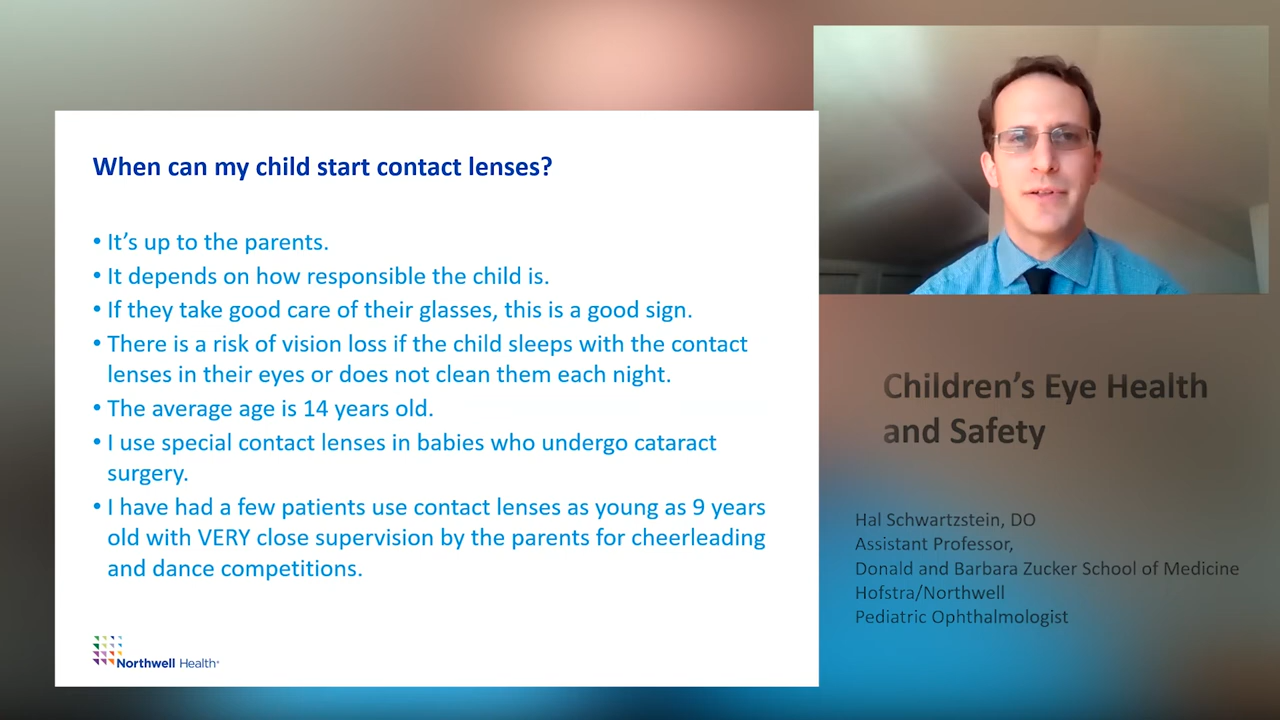 When can my child start contact lenses?
• It’s up to the parents.
• It depends on how responsible the child is.
• If they take good care of their glasses, this is a good sign.
• There is a risk of vision loss if the child sleeps with the contact
lenses in their eyes or does not clean them each night.
• The average age is 14 years old.
• I use special contact lenses in babies who undergo cataract
surgery.
• I have had a few patients use contact lenses as young as 9 years
old with VERY close supervision by the parents for cheerleading
and dance competitions.
Northwell Health
Children’s Eye Health
and Safety
Hal Schwartzstein, DO
Assistant Professor,
Donald and Barbara Zucker School of Medicine
Hofstra/Northwell
Pediatric Ophthalmologist